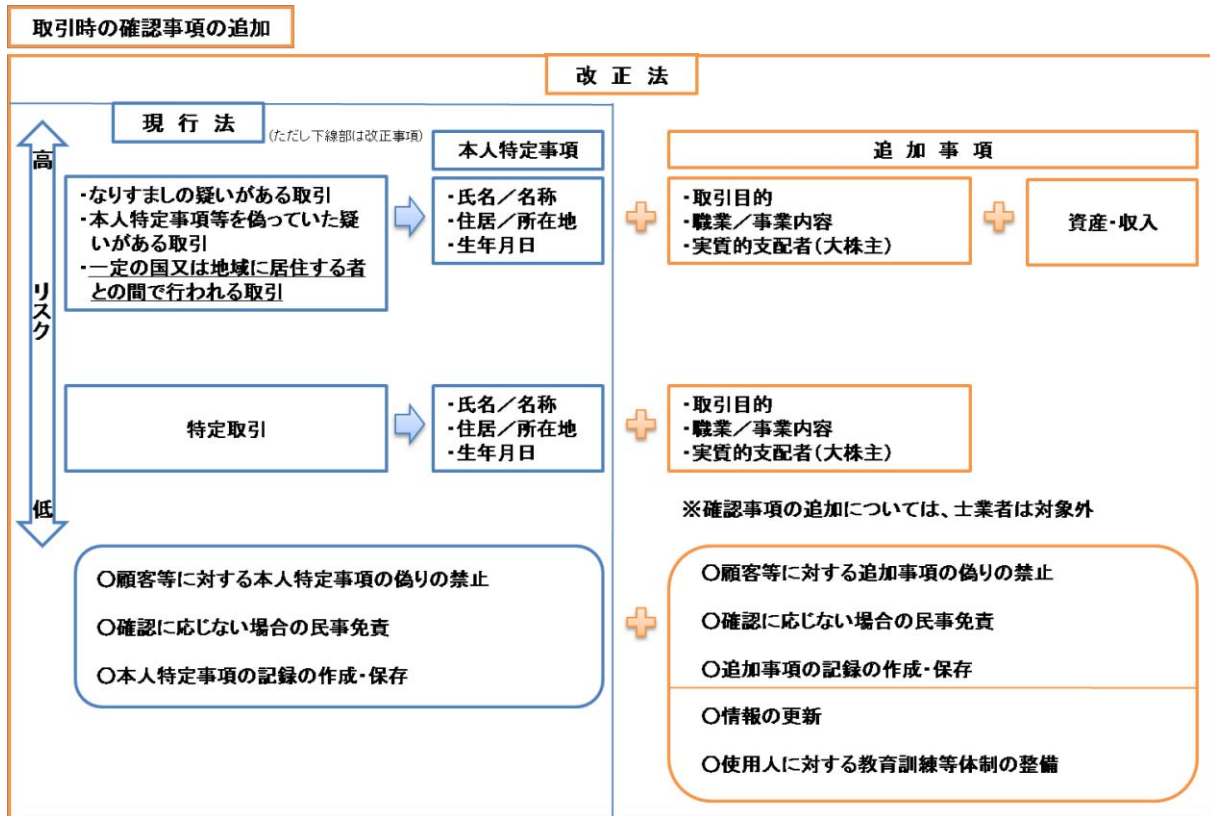 取引時の確認事項の追加
改正法
現行法
(ただし下線部は改正事項)
高
リスク
低
本人特定事項
追加事項
・なりすましの疑いがある取引
・本人特定事項等を偽っていた疑
いがある取引
・一定の国又は地域に居住する者
との間で行われる取引
・氏名／名称
・住居／所在地
・生年月日
・取引目的
・職業／事業内容
・実質的支配者(大株主)
資産・収入
特定取引
・氏名／名称
・住居／所在地
・生年月日
・取引目的
・職業／事業内容
・実質的支配者(大株主)
※確認事項の追加については、士業者は対象外
○顧客等に対する本人特定事項の偽りの禁止
○確認に応じない場合の民事免責
○本人特定事項の記録の作成・保存
○顧客等に対する追加事項の偽りの禁止
○確認に応じない場合の民事免責
○追加事項の記録の作成・保存
○情報の更新
○使用人に対する教育訓練等体制の整備